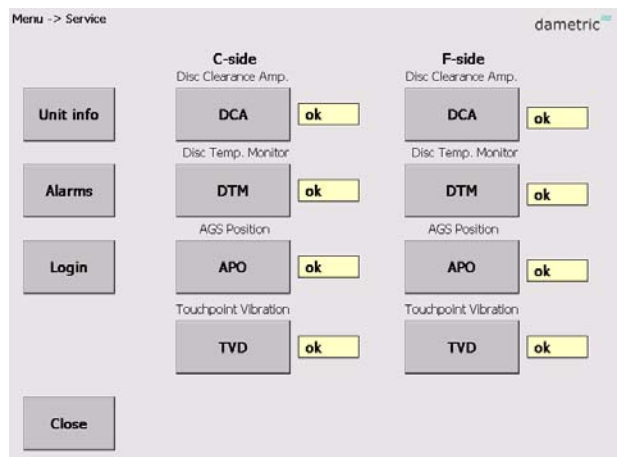 Menu -> Service
dametric
C-side F-side
Disc Clearance Amp. Disc Clearance Amp.
Unit info DCA ok DCA ok
Disc Temp. Monitor Disc Temp. Monitor
Alarms DTM ok DTM ok
AGS Position AGS Position
Login APO ok APO ok
Touchpoint Vibration Touchpoint Vibration
TVD ok TVD ok
Close